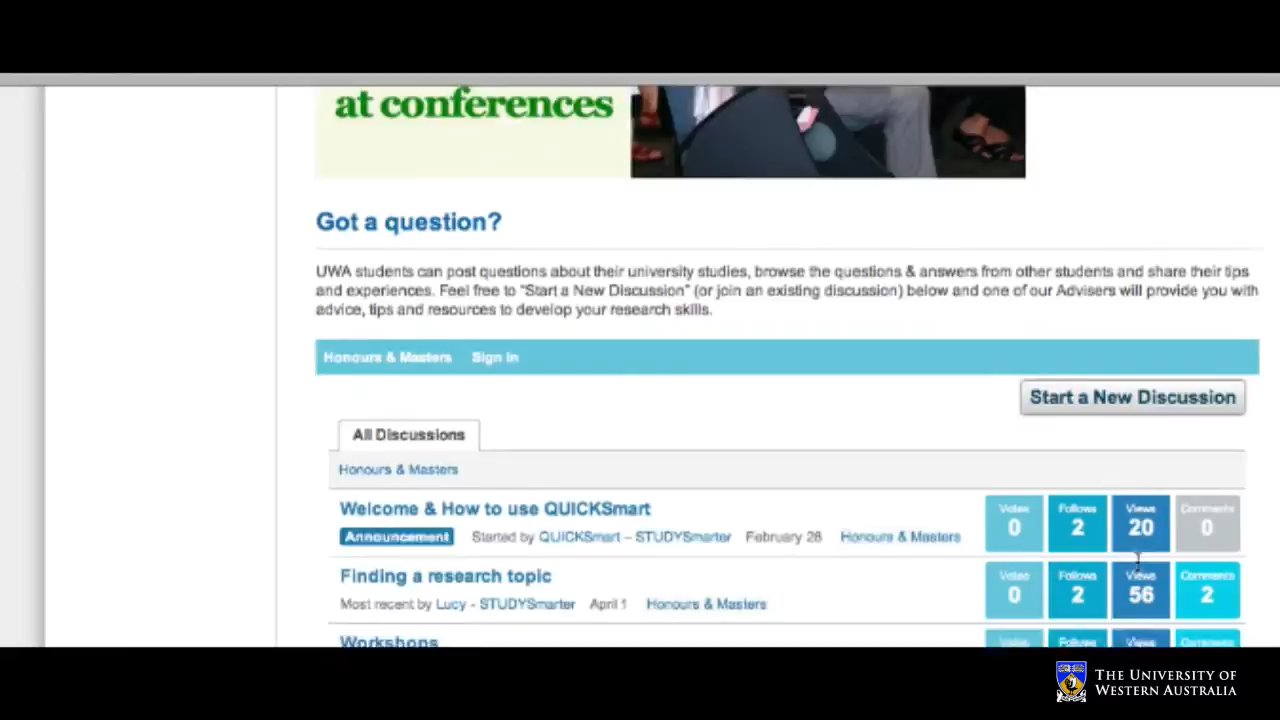 at conferences
Got a question?
UWA students can post questions about their university studies, browse the questions & answers from other students and share their tips
and experiences. Feel free to "Start a New Discussion" (or join an existing discussion) below and one of our Advisers will provide you with
advice, tips and resources to develop your research skills.
Honours & Masters Sign In
Start a New Discussion
All Discussions
Honours & Masters
Welcome & How to use QUICKSmart
Announcement Started by QUICKSmart – STUDYSmarter February 28 Honours & Masters
Votes 0 Follows 2 Views 20 Comments 0
Finding a research topic
Most recent by Lucy - STUDYSmarter April 1 Honours & Masters
Votes 0 Follows 2 Views 56 Comments 2
Workshops
Votes Follows Views Comments
THE UNIVERSITY OF
WESTERN AUSTRALIA